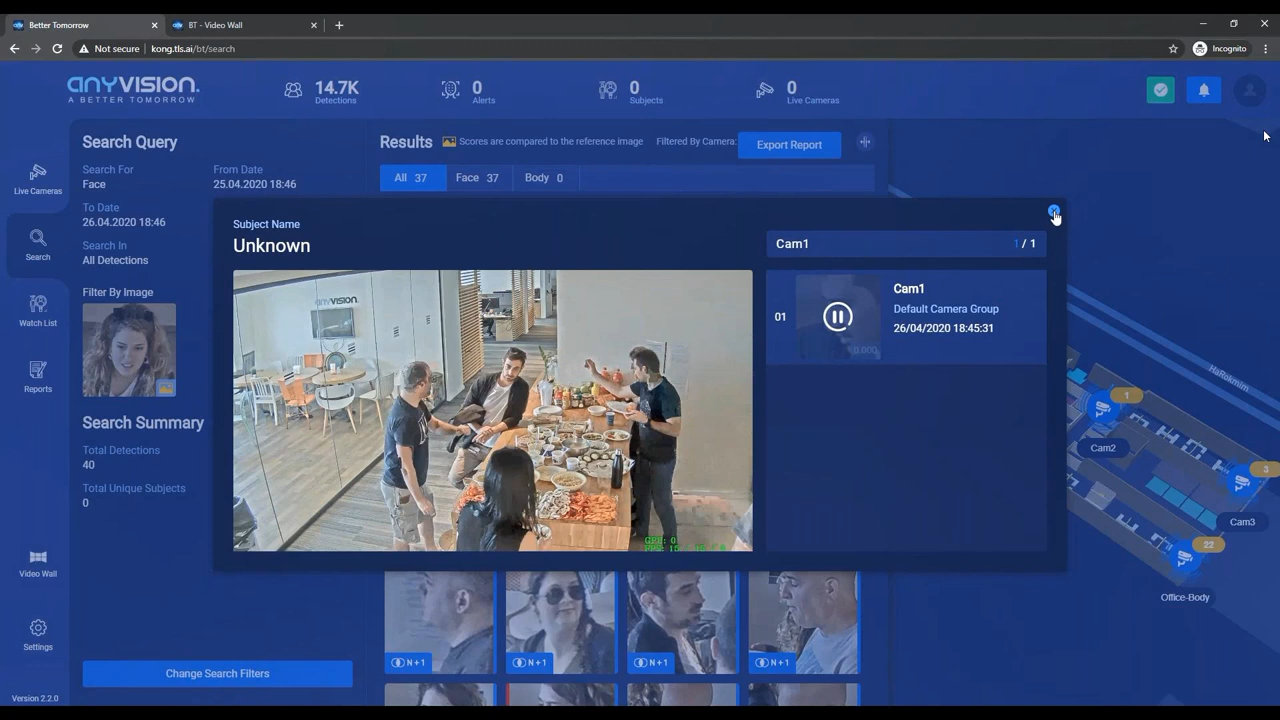 Better Tomorrow
BT - Video Wall
Not secure
kong.tls.ai/bt/search
Incognito
anyvision.
A BETTER TOMORROW
14.7K
Detections
0
Alerts
0
Subjects
0
Live Cameras
Live Cameras
Search
Watch List
Reports
Video Wall
Settings
Version 2.2.0
Search Query
Search For
Face
From Date
25.04.2020 18:46
To Date
26.04.2020 18:46
Search In
All Detections
Filter By Image
Search Summary
Total Detections
40
Total Unique Subjects
0
Change Search Filters
Results
Scores are compared to the reference image
Filtered By Camera:
Export Report
All 37
Face 37
Body 0
Subject Name
Unknown
anyvision.
GPU: 0
Cam1
1 / 1
01
Cam1
Default Camera Group
26/04/2020 18:45:31
N + 1
N + 1
N + 1
N + 1
HaRokmim
1
Cam2
3
Cam3
22
Office-Body